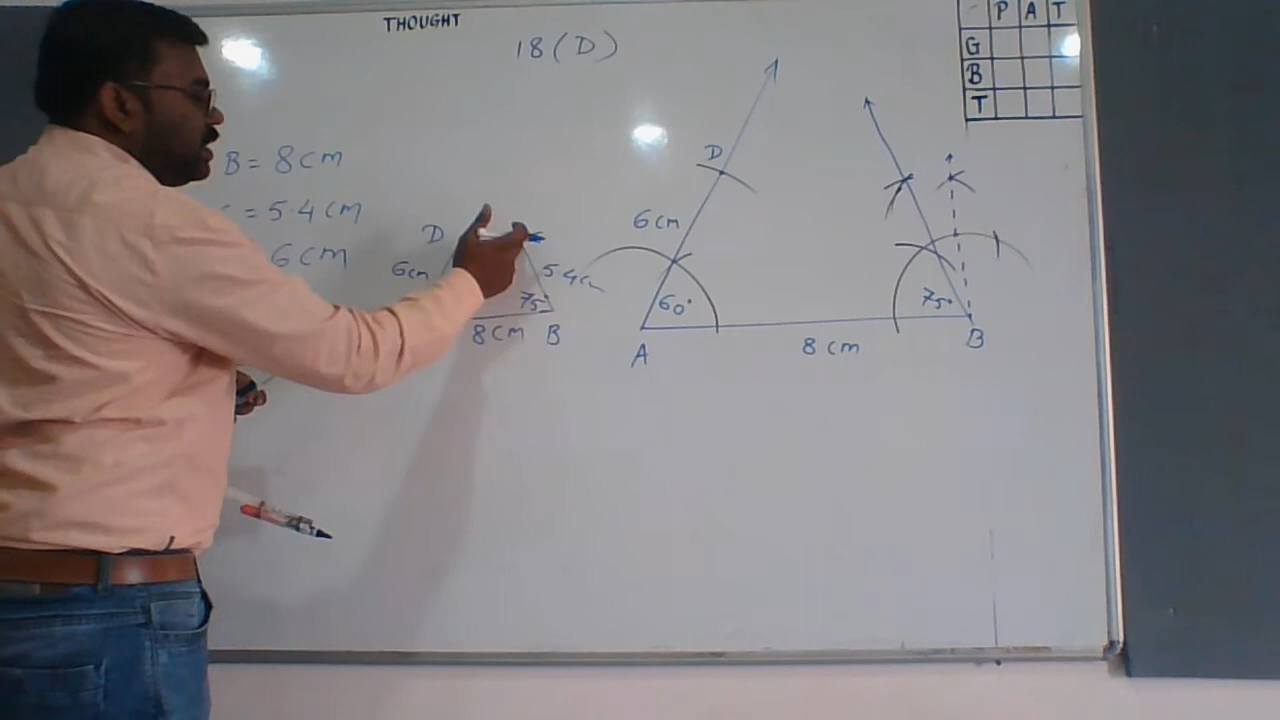 THOUGHT
18 (D)
P A T
G
B
T
B = 8 cm
= 5.4 cm
6 cm
D
6cm
5.4cm
75°
8 cm B
D
6 cm
60°
75°
A
8 cm
B